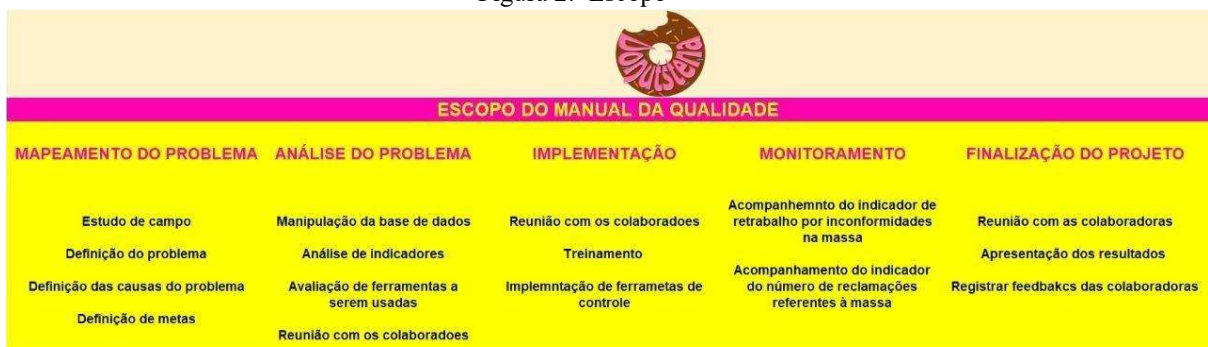 Figura 2: Escopo
Donutsteria
ESCOPO DO MANUAL DA QUALIDADE
MAPEAMENTO DO PROBLEMA
Estudo de campo
Definição do problema
Definição das causas do problema
Definição de metas
ANÁLISE DO PROBLEMA
Manipulação da base de dados
Análise de indicadores
Avaliação de ferramentas a
serem usadas
Reunião com os colaboradoes
IMPLEMENTAÇÃO
Reunião com os colaboradoes
Treinamento
Implemntação de ferrametas de
controle
MONITORAMENTO
Acompanhemnto do indicador de
retrabalho por inconformidades
na massa
Acompanhamento do indicador
do número de reclamações
referentes à massa
FINALIZAÇÃO DO PROJETO
Reunião com as colaboradoras
Apresentação dos resultados
Registrar feedbakcs das colaboradoras